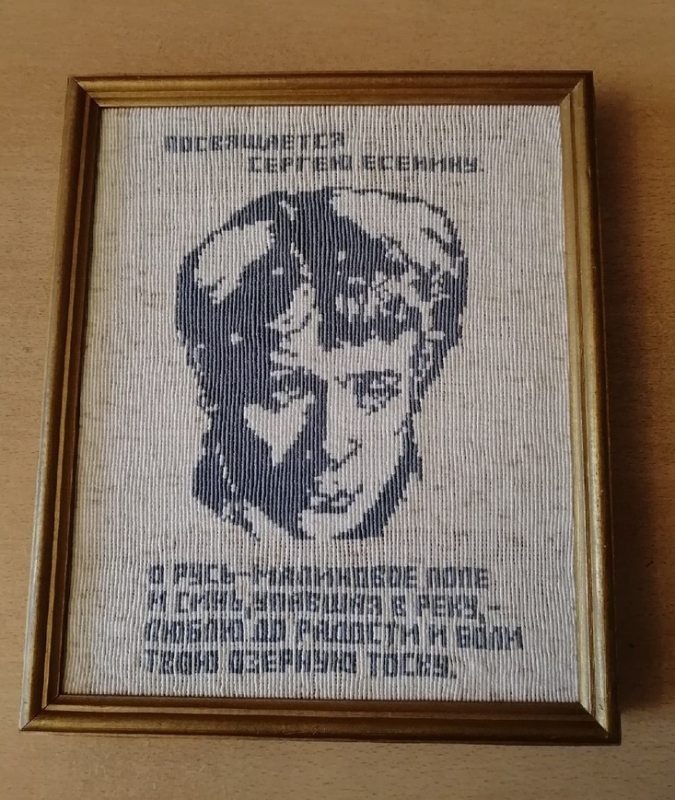 ПОСВЯЩАЕТСЯ
СЕРГЕЮ ЕСЕНИНУ.
О РУСЬ-МАЛИНОВОЕ ПОЛЕ
И СИНЬ, УПАВШАЯ В РЕКУ,-
ЛЮБЛЮ ДО РАДОСТИ И БОЛИ
ТВОЮ ОЗЕРНУЮ ТОСКУ.